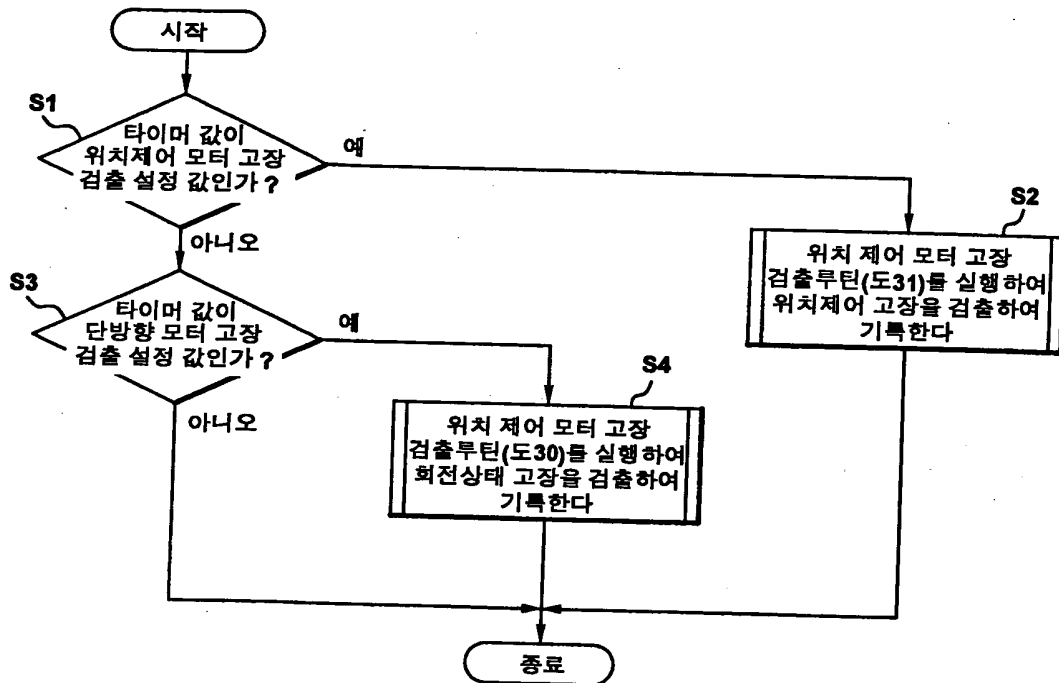 시작
S1
타이머 값이
위치제어 모터 고장
검출 설정 값인가 ?
예
아니오
S2
위치 제어 모터 고장
검출루틴(도31)를 실행하여
위치제어 고장을 검출하여
기록한다
S3
타이머 값이
단방향 모터 고장
검출 설정 값인가 ?
예
아니오
S4
위치 제어 모터 고장
검출루틴(도30)를 실행하여
회전상태 고장을 검출하여
기록한다
종료